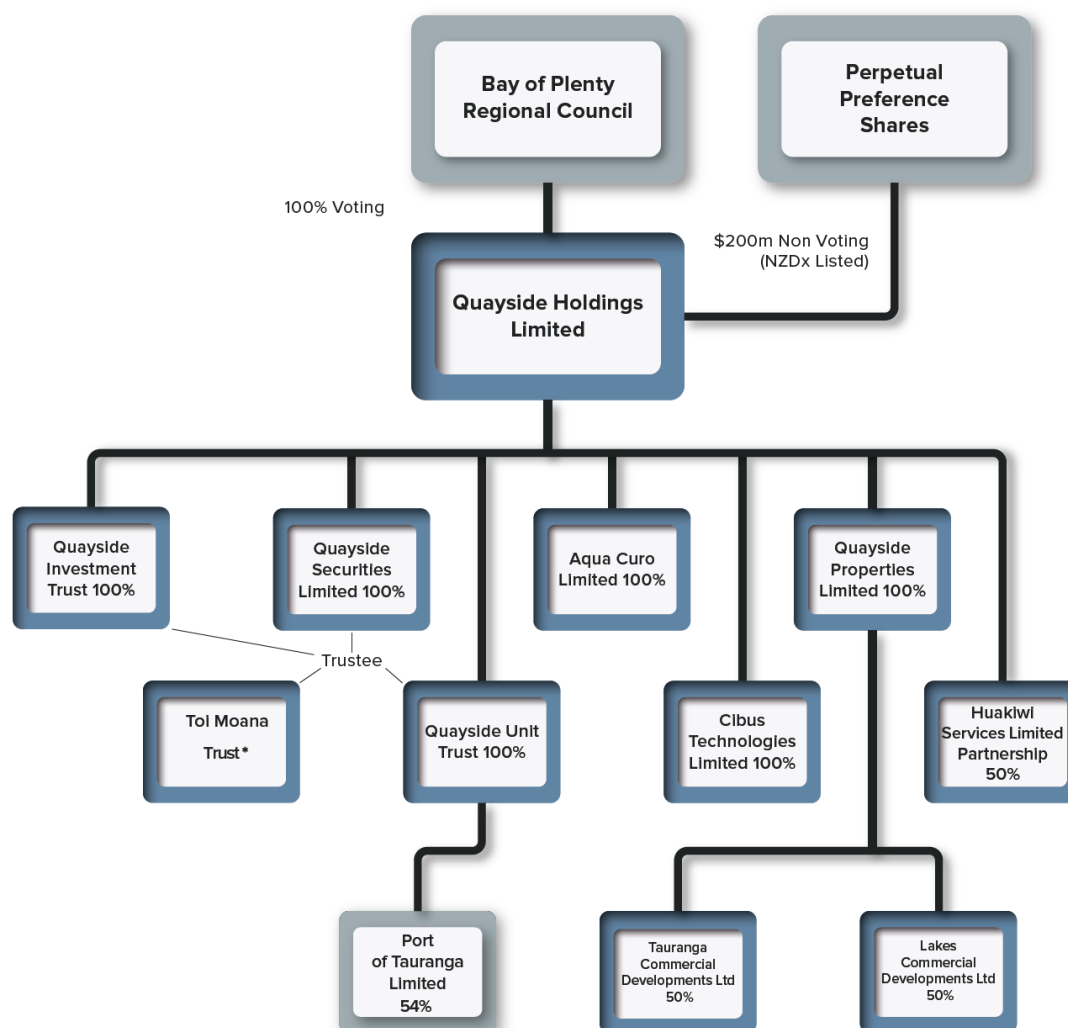 Bay of Plenty
Regional Council
Perpetual
Preference
Shares
100% Voting
$200m Non Voting
(NZDx Listed)
Quayside Holdings
Limited
Quayside
Investment
Trust 100%
Quayside
Securities
Limited 100%
Aqua Curo
Limited 100%
Quayside
Properties
Limited 100%
Trustee
Toi Moana
Trust*
Quayside Unit
Trust 100%
Cibus
Technologies
Limited 100%
Huakiwi
Services Limited
Partnership
50%
Port
of Tauranga
Limited
54%
Tauranga
Commercial
Developments Ltd
50%
Lakes
Commercial
Developments Ltd
50%